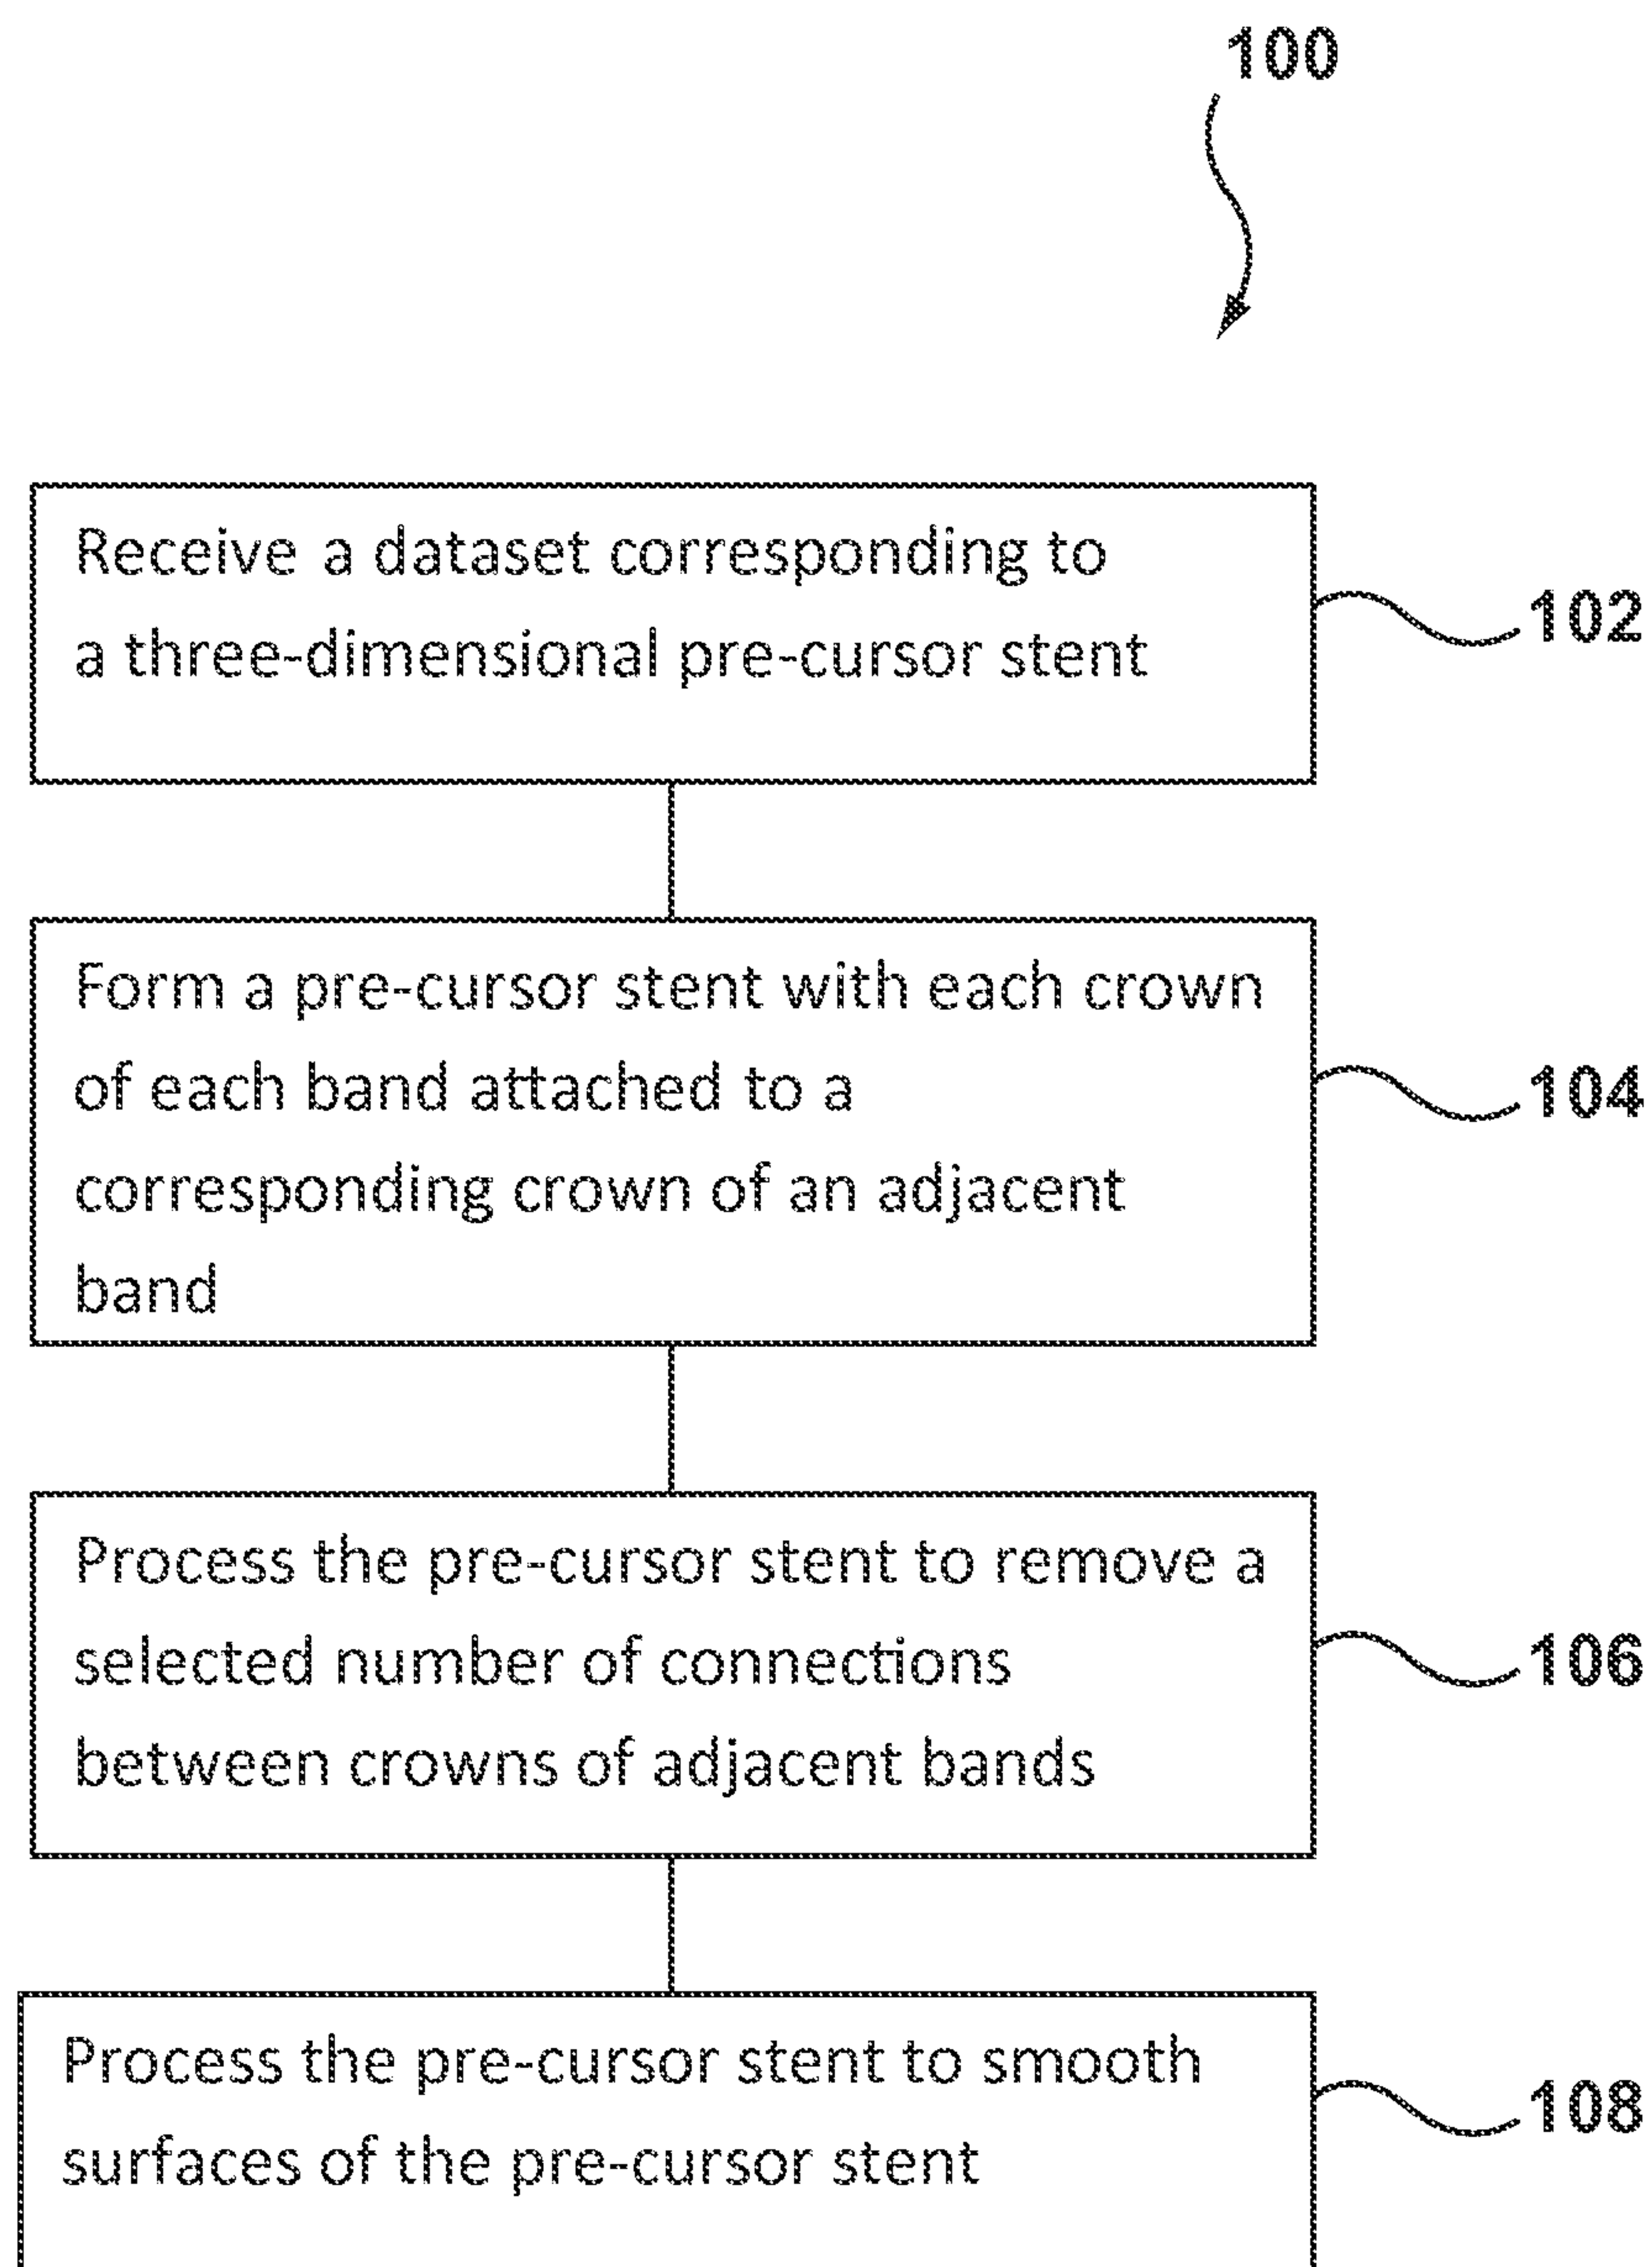 100
Receive a dataset corresponding to
a three-dimensional pre-cursor stent
102
Form a pre-cursor stent with each crown
of each band attached to a
corresponding crown of an adjacent
band
104
Process the pre-cursor stent to remove a
selected number of connections
between crowns of adjacent bands
106
Process the pre-cursor stent to smooth
surfaces of the pre-cursor stent
108